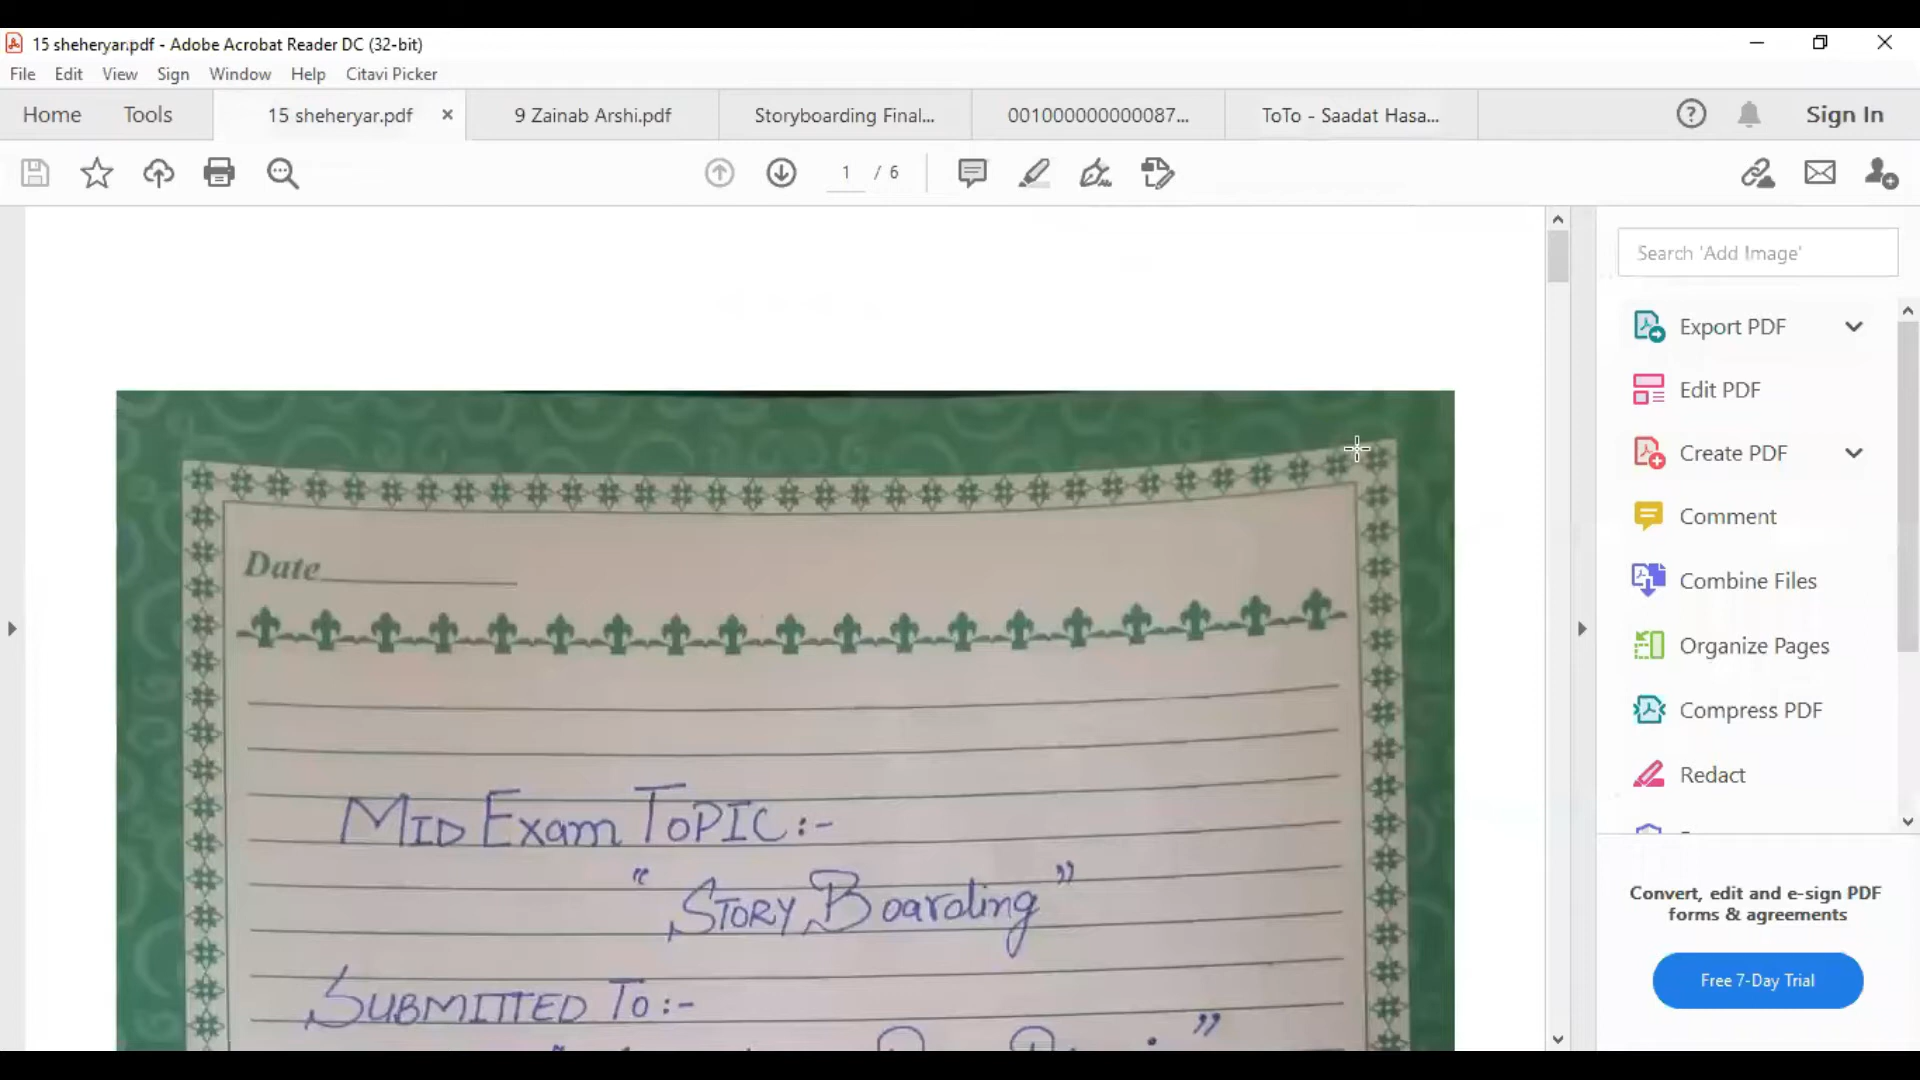 15 sheheryar.pdf - Adobe Acrobat Reader DC (32-bit)
File Edit View Sign Window Help Citavi Picker
Home Tools 15 sheheryar.pdf 9 Zainab Arshi.pdf Storyboarding Final... 001000000000087... ToTo - Saadat Hasa... Sign In
1 / 6
Search 'Add Image'
Export PDF
Edit PDF
Create PDF
Comment
Combine Files
Organize Pages
Compress PDF
Redact
Convert, edit and e-sign PDF
forms & agreements
Free 7-Day Trial
Date
MID Exam TOPIC:-
" STORY Boarding "
SUBMITTED TO:-